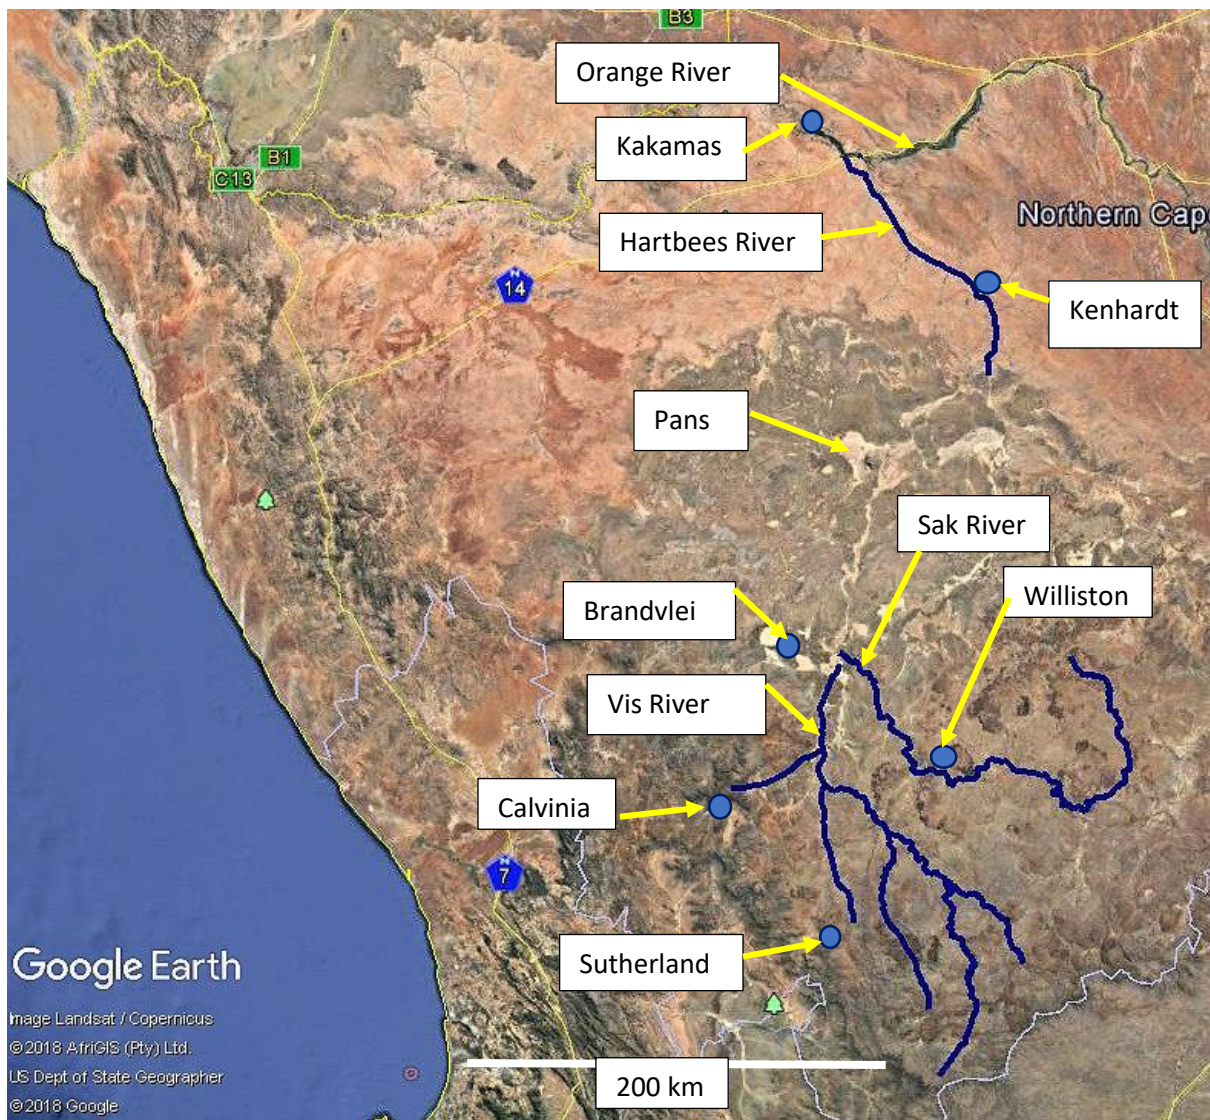 B3
Orange River
Kakamas
B1
C13
Northern Cap
Hartbees River
N
14
Kenhardt
Pans
Sak River
Williston
Brandvlei
Vis River
Calvinia
N
7
Sutherland
Google Earth
Image Landsat / Copernicus
© 2018 AfriGIS (Pty) Ltd.
US Dept of State Geographer
© 2018 Google
200 km